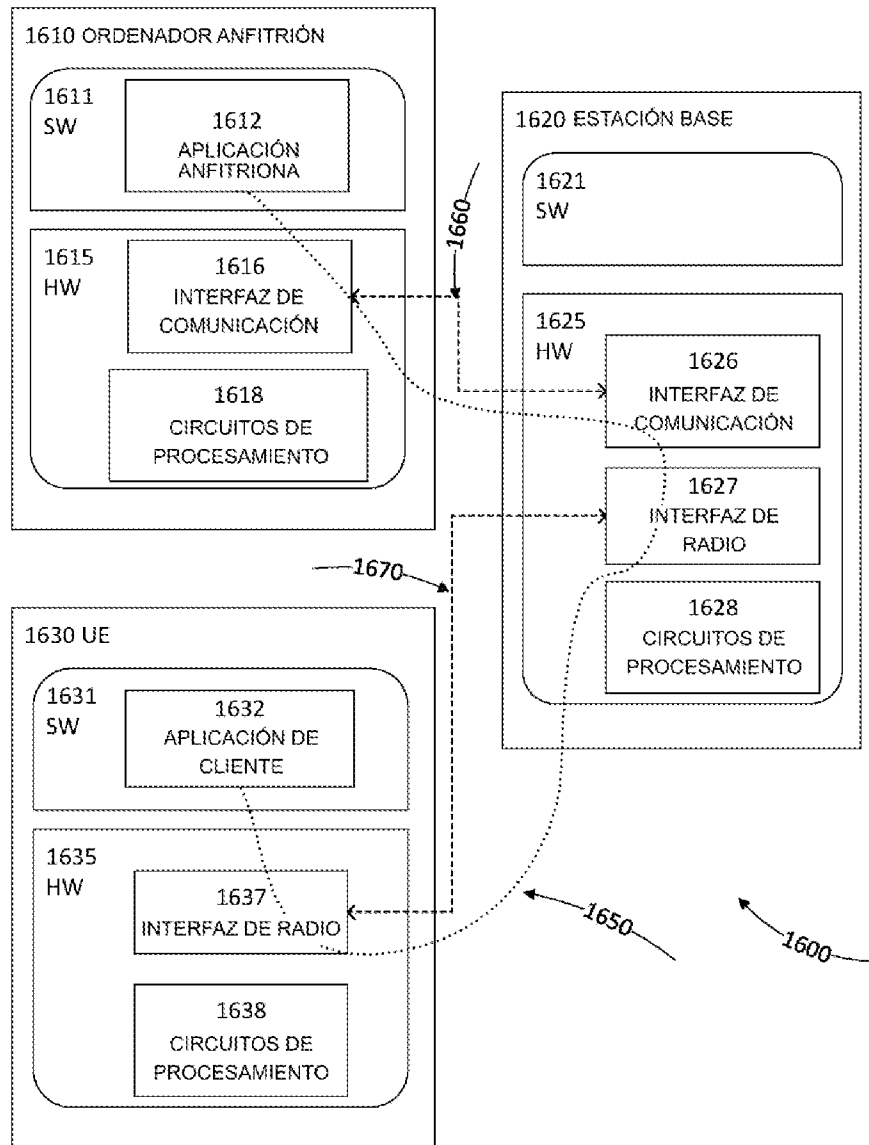 1610 ORDENADOR ANFITRIÓN
1611
SW
1612
APLICACIÓN
ANFITRIONA
1615
HW
1616
INTERFAZ DE
COMUNICACIÓN
1618
CIRCUITOS DE
PROCESAMIENTO
1660
1620 ESTACIÓN BASE
1621
SW
1625
HW
1626
INTERFAZ DE
COMUNICACIÓN
1627
INTERFAZ DE
RADIO
1628
CIRCUITOS DE
PROCESAMIENTO
1670
1630 UE
1631
SW
1632
APLICACIÓN DE
CLIENTE
1635
HW
1637
INTERFAZ DE RADIO
1638
CIRCUITOS DE
PROCESAMIENTO
1650
1600